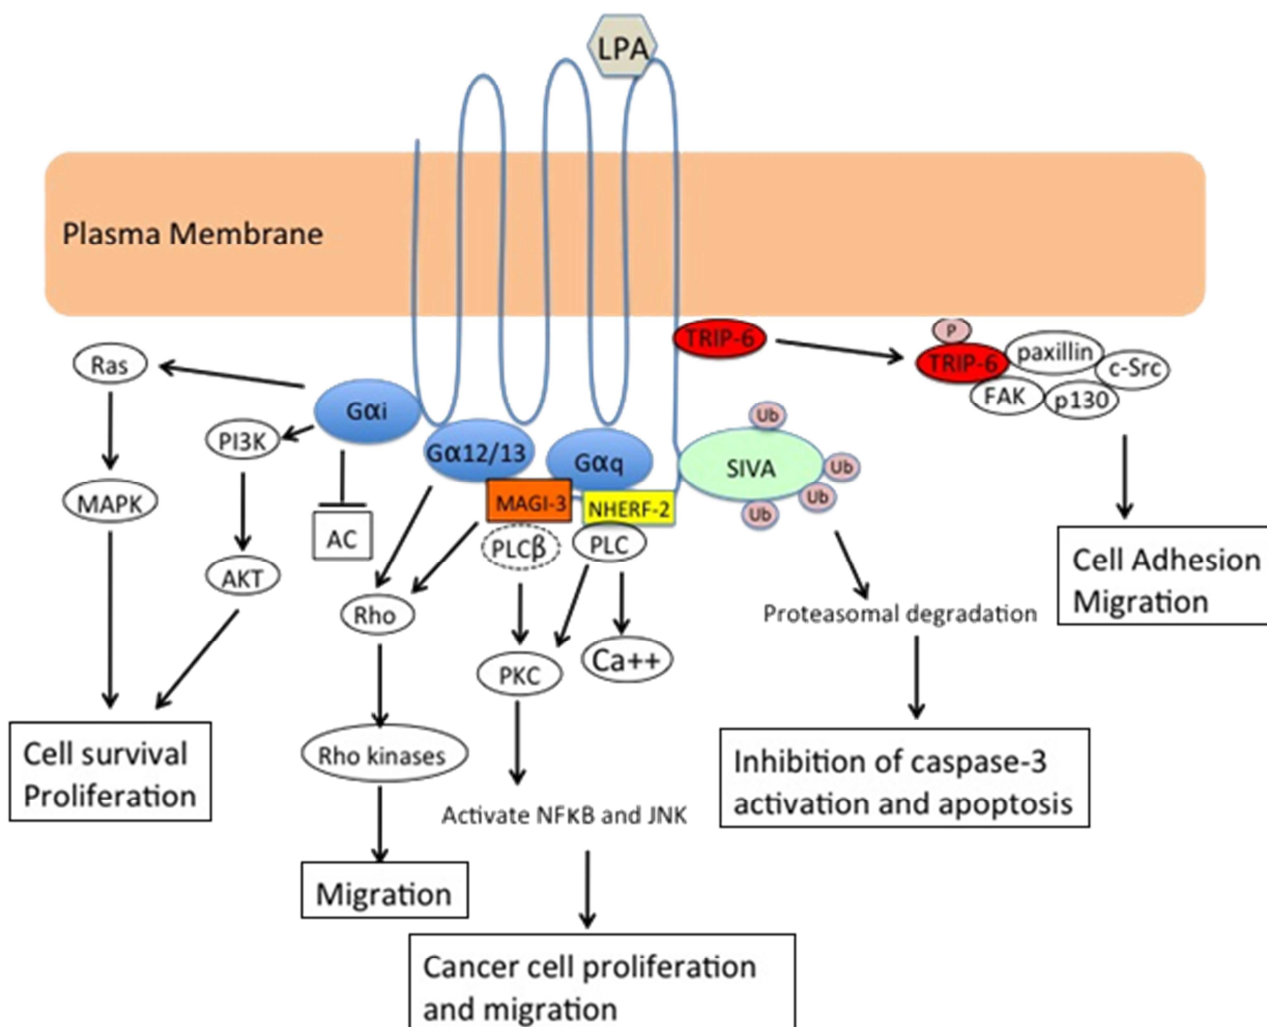 LPA
Plasma Membrane
TRIP-6
P
TRIP-6
paxillin
c-Src
FAK
p130
Ras
Gαi
PI3K
Gα12/13
Gαq
SIVA
Ub
Ub
Ub
Ub
MAPK
AC
MAGI-3
NHERF-2
PLCβ
PLC
AKT
Rho
PKC
Ca++
Proteasomal degradation
Cell Adhesion
Migration
Cell survival
Proliferation
Rho kinases
Activate NFκB and JNK
Inhibition of caspase-3
activation and apoptosis
Migration
Cancer cell proliferation
and migration